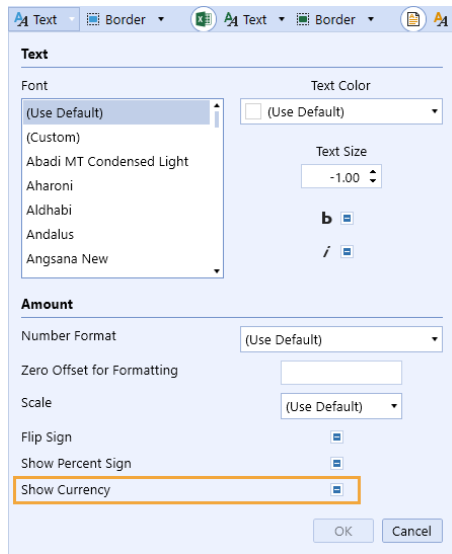 Text Border Text Border
Text
Font
Text Color
(Use Default)
(Custom)
Abadi MT Condensed Light
Aharoni
Aldhabi
Andalus
Angsana New
(Use Default)
Text Size
-1.00
b
i
Amount
Number Format (Use Default)
Zero Offset for Formatting
Scale (Use Default)
Flip Sign
Show Percent Sign
Show Currency
OK Cancel